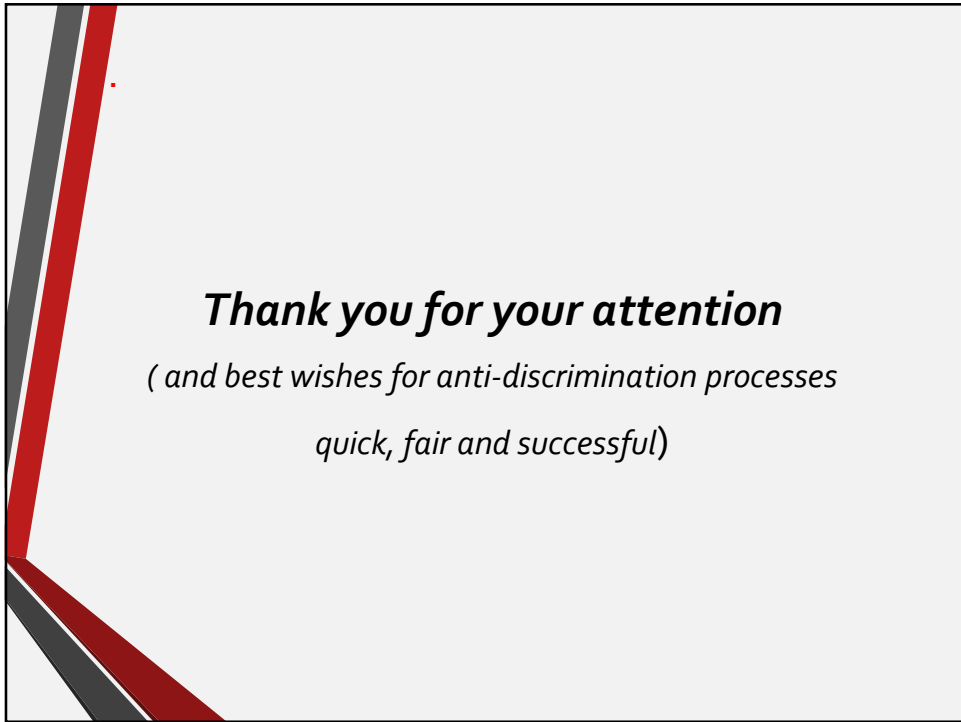 .
Thank you for your attention
( and best wishes for anti-discrimination processes
quick, fair and successful)